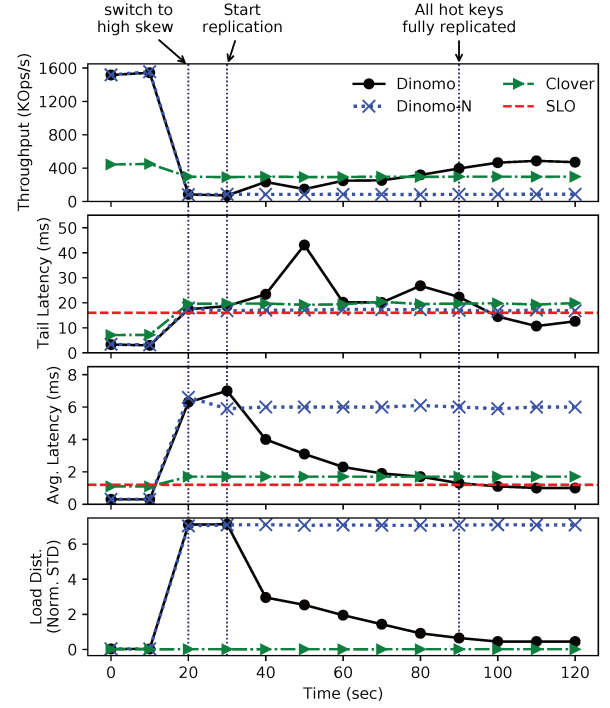 switch to
high skew
Start
replication
All hot keys
fully replicated
Throughput (KOps/s)
1600
1200
800
400
0
Dinomo
Dinomo-N
Clover
SLO
Tail Latency (ms)
50
40
30
20
10
0
Avg. Latency (ms)
8
6
4
2
0
Load Dist.
(Norm. STD)
6
4
2
0
0 20 40 60 80 100 120
Time (sec)